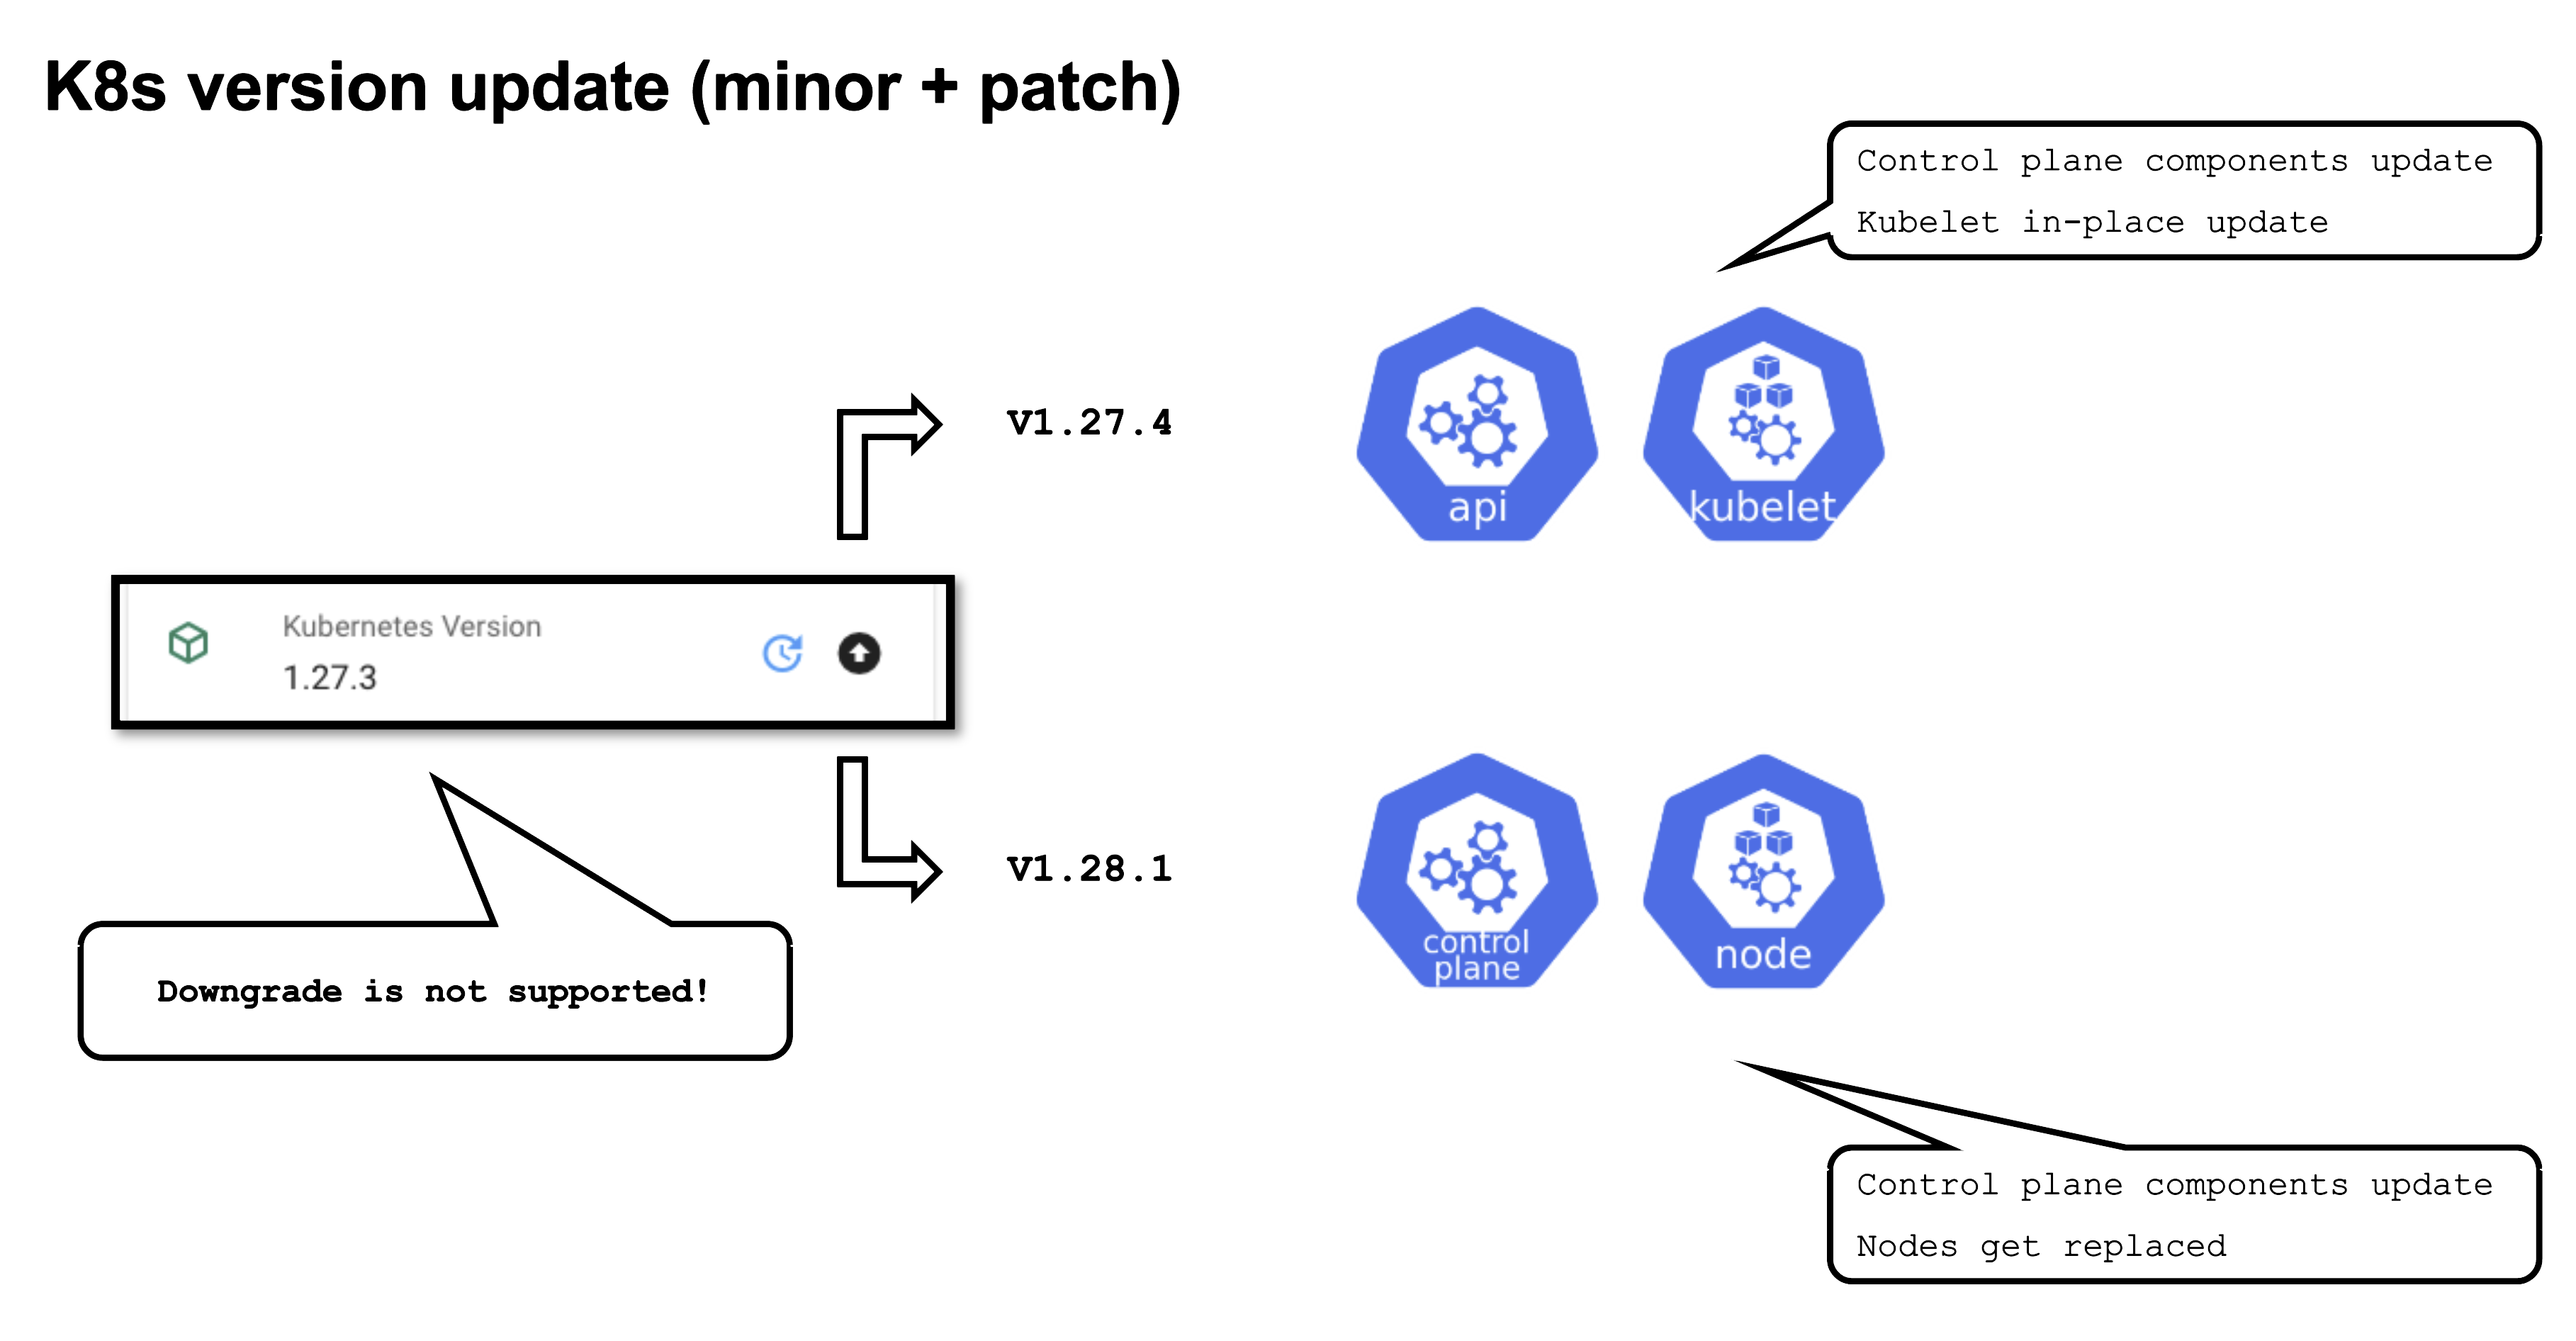 K8s version update (minor + patch)
Control plane components update
Kubelet in-place update
V1.27.4
api
kubelet
Kubernetes Version
1.27.3
V1.28.1
control
plane
node
Downgrade is not supported!
Control plane components update
Nodes get replaced